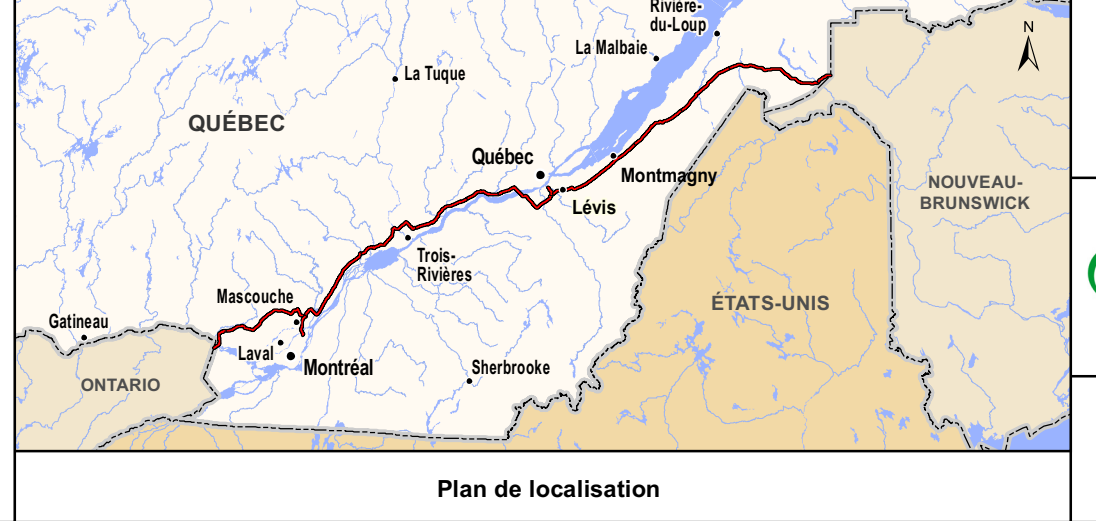 Rivière-
du-Loup
N
La Malbaie
La Tuque
QUÉBEC
Québec
Montmagny
NOUVEAU-
BRUNSWICK
Lévis
Trois-
Rivières
Mascouche
ÉTATS-UNIS
Gatineau
Laval
Montréal
Sherbrooke
ONTARIO
Plan de localisation